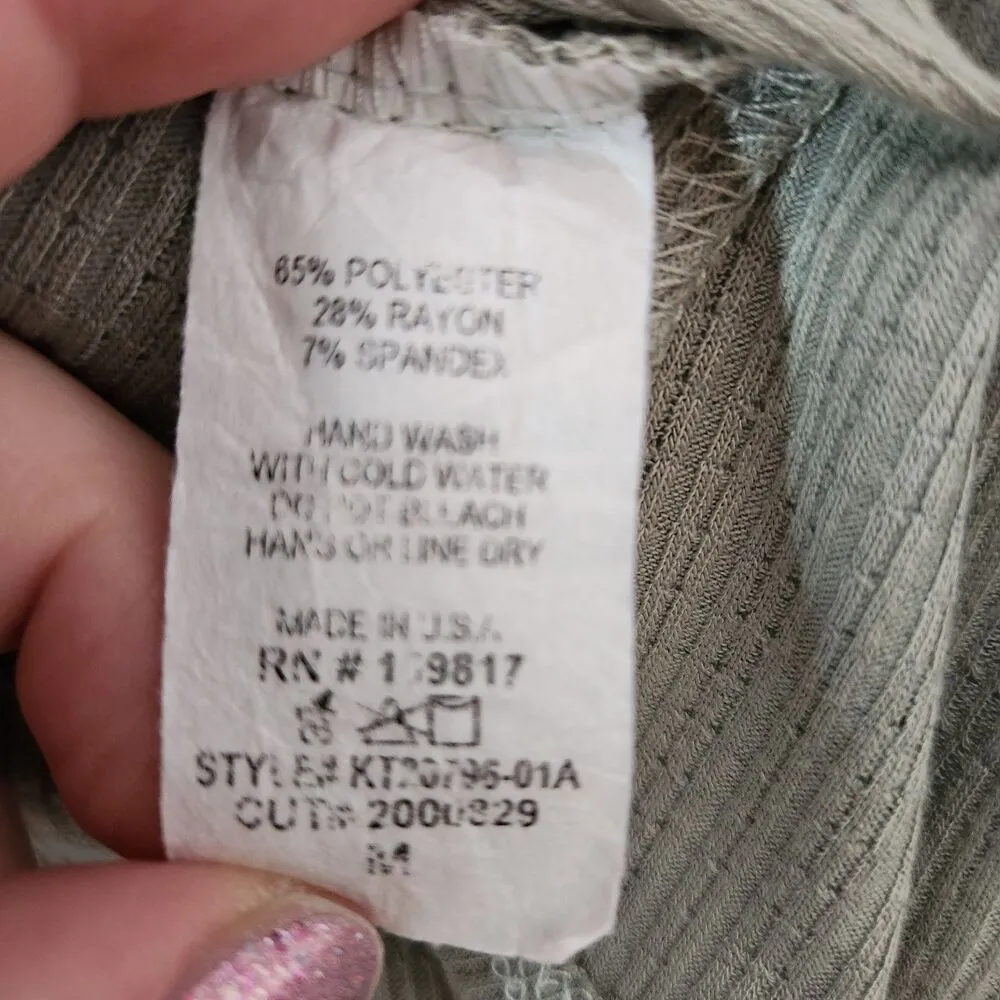 65% POLYESTER
28% RAYON
7% SPANDEX
HAND WASH
WITH COLD WATER
DO NOT BLEACH
HANG OR LINE DRY
MADE IN U.S.A.
RN #
STYLE# KT20796-01A
CUT# 2000829
M